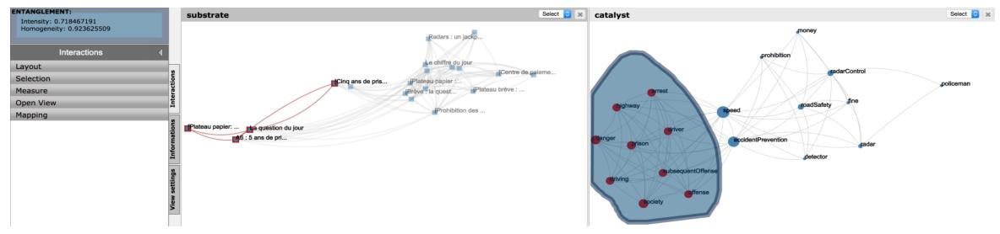 ENTANGLEMENT:
Intensity: 0.718467191
Homogeneity: 0.923625509
Interactions
Layout
Selection
Measure
Open View
Mapping
Interactions
Informations
View settings
substrate
Select
[Radars : un jackp...
Le chiffre du jour
[Centre de paieme...
[Cinq ans de pris...
[Plateau papier :...
[Brève : la quest...
[Plateau brève : ...
[Prohibition des ...
[Plateau papier: ...
La question du jour
A6 : 5 ans de pri...
catalyst
Select
money
prohibition
radarControl
policeman
arrest
highway
speed
roadSafety
fine
driver
danger
prison
accidentPrevention
radar
detector
subsequentOffense
driving
offense
society